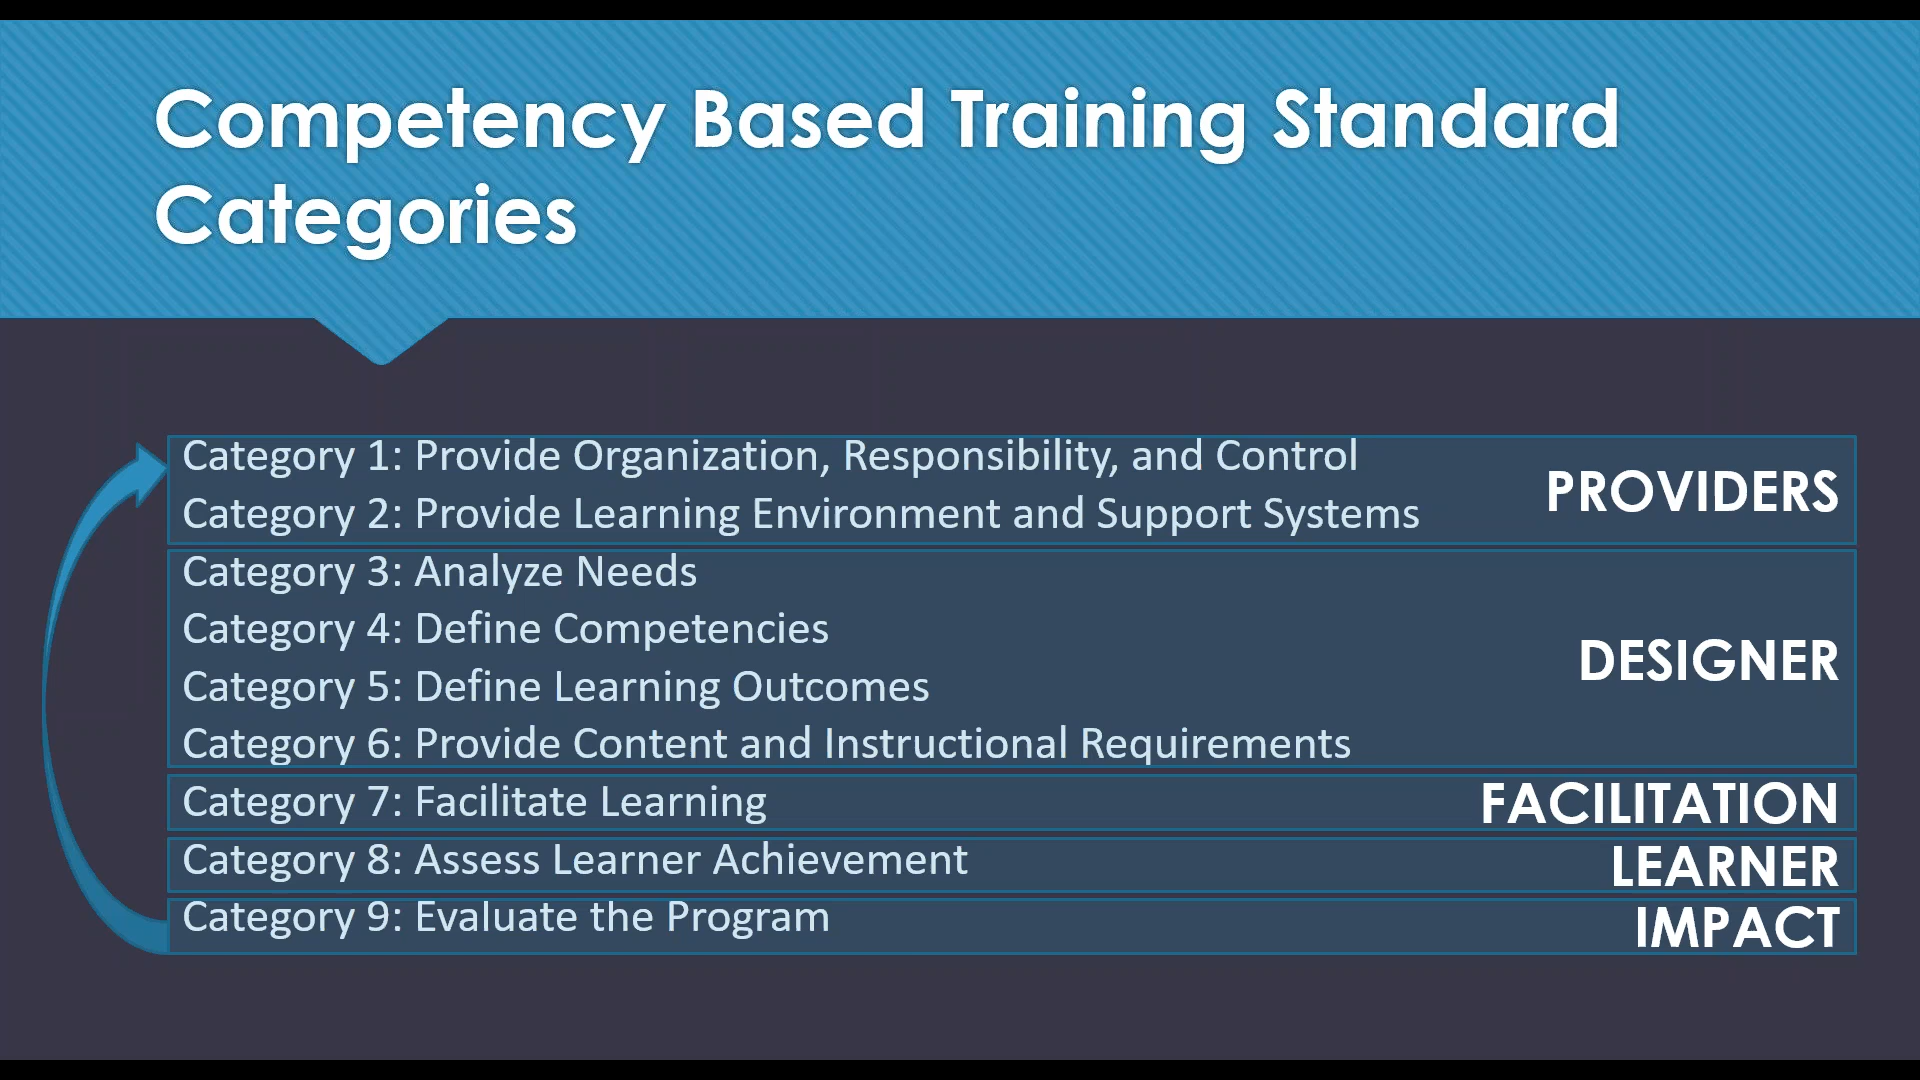 Competency Based Training Standard
Categories
Category 1: Provide Organization, Responsibility, and Control
Category 2: Provide Learning Environment and Support Systems
PROVIDERS
Category 3: Analyze Needs
Category 4: Define Competencies
Category 5: Define Learning Outcomes
Category 6: Provide Content and Instructional Requirements
DESIGNER
Category 7: Facilitate Learning
FACILITATION
Category 8: Assess Learner Achievement
LEARNER
Category 9: Evaluate the Program
IMPACT